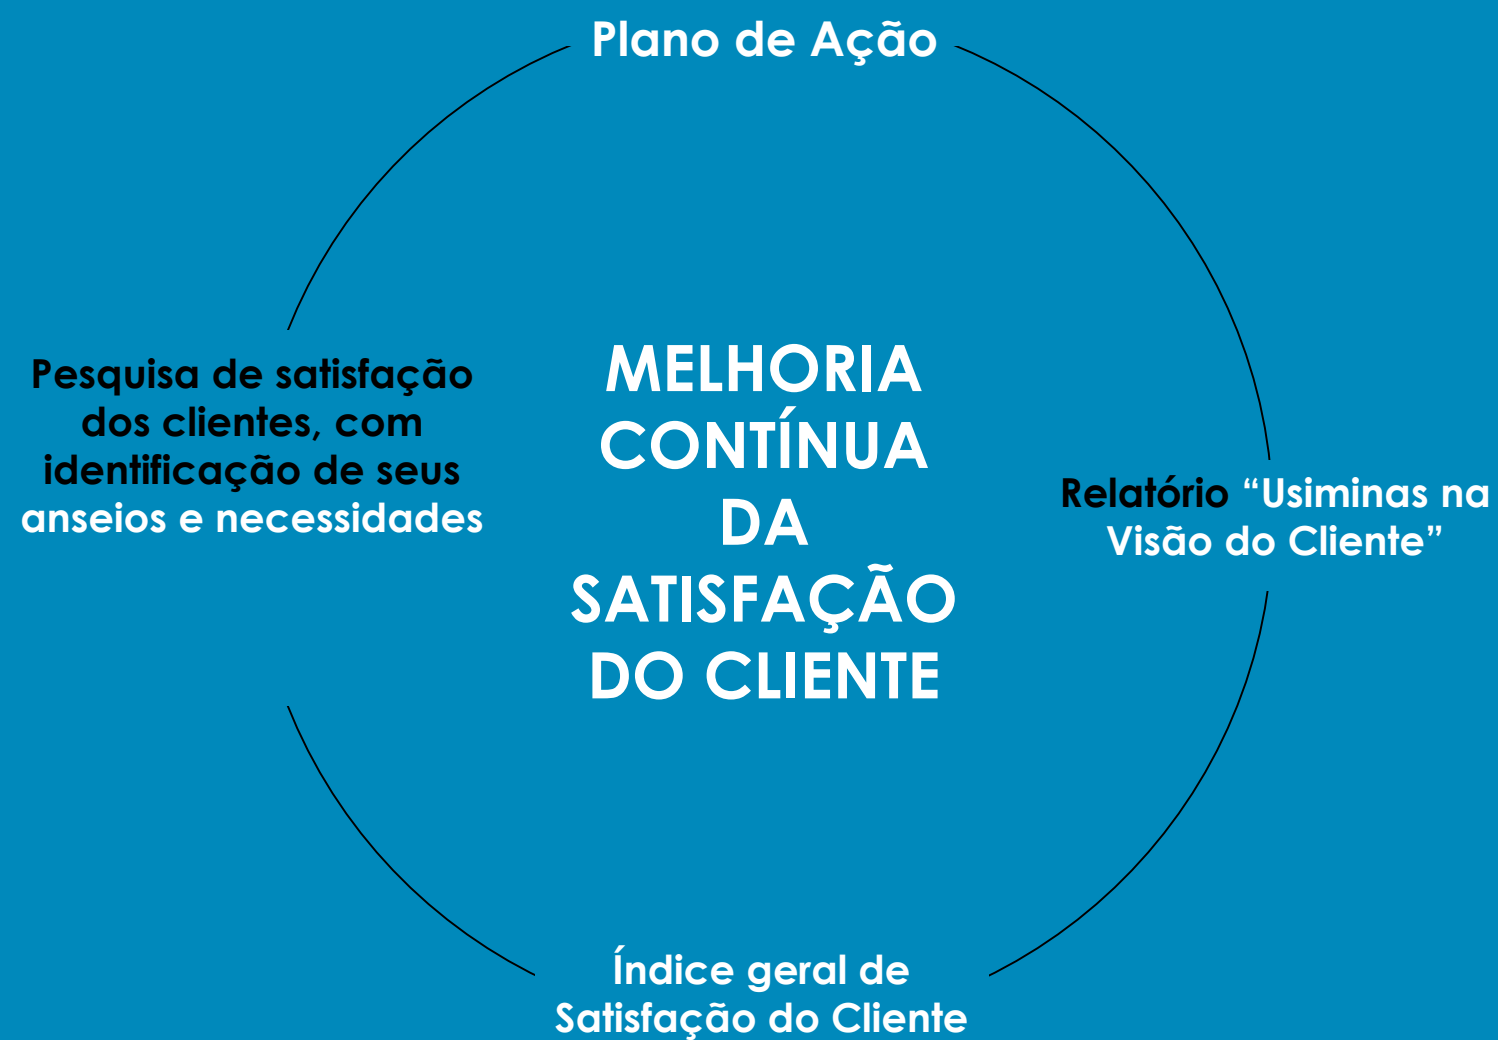 Plano de Ação
Pesquisa de satisfação
dos clientes, com
identificação de seus
anseios e necessidades
MELHORIA
CONTÍNUA
DA
SATISFAÇÃO
DO CLIENTE
Relatório “Usiminas na
Visão do Cliente”
Índice geral de
Satisfação do Cliente